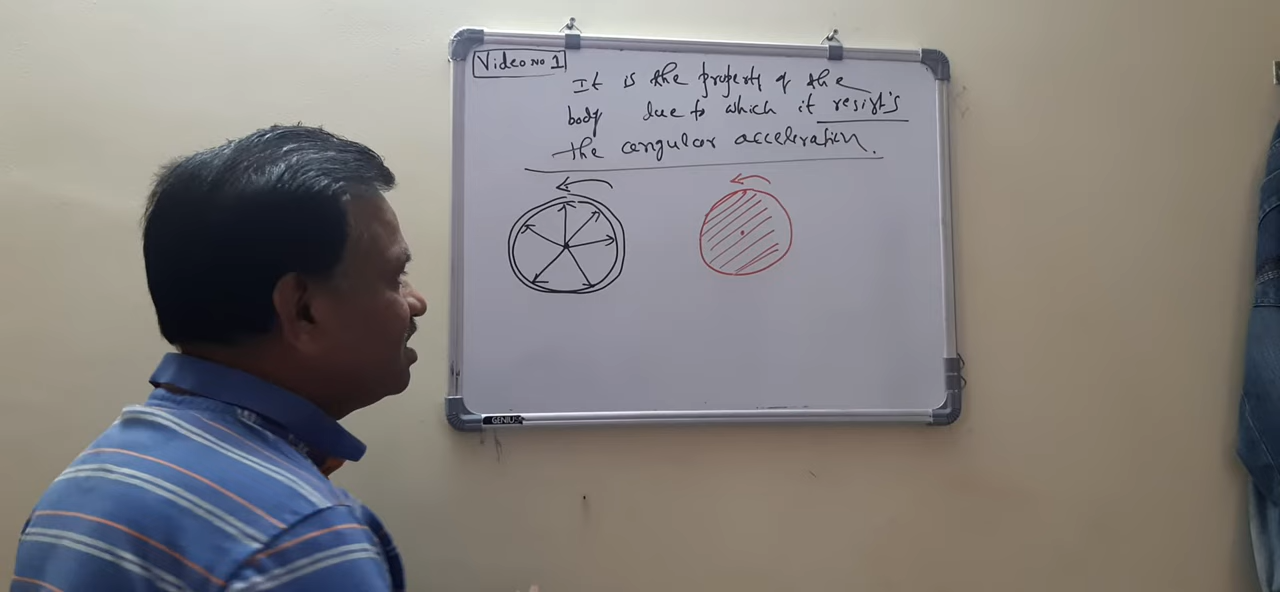 Video No 1
It is the property of the
body due to which it resist's
the angular acceleration.
GENIUS